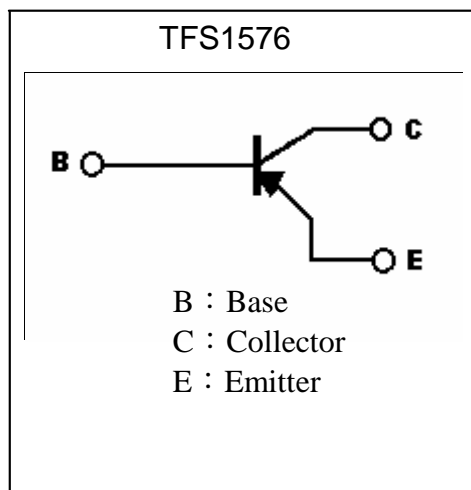 TFS1576
C
B
E
B：Base
C：Collector
E：Emitter